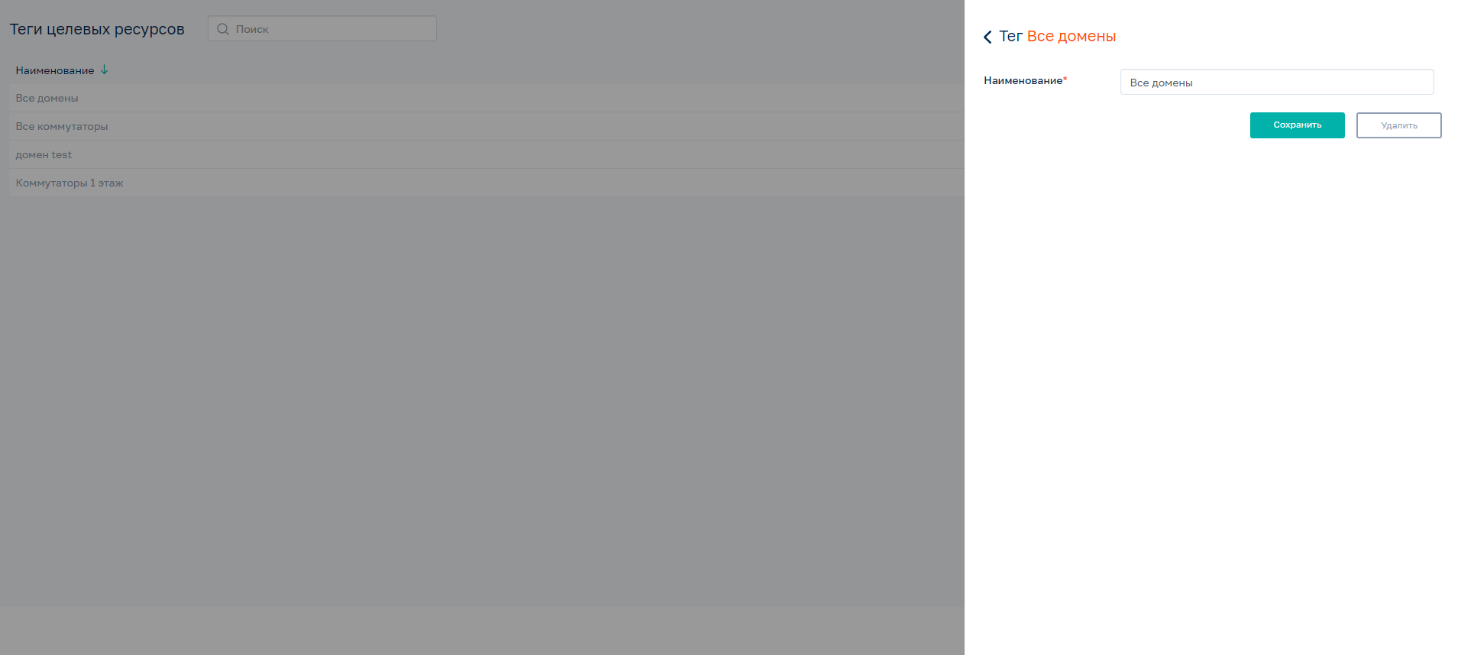 Теги целевых ресурсов
Поиск
Наименование
Все домены
Все коммутаторы
домен test
Коммутаторы 1 этаж
Тег Все домены
Наименование*
Все домены
Сохранить
Удалить